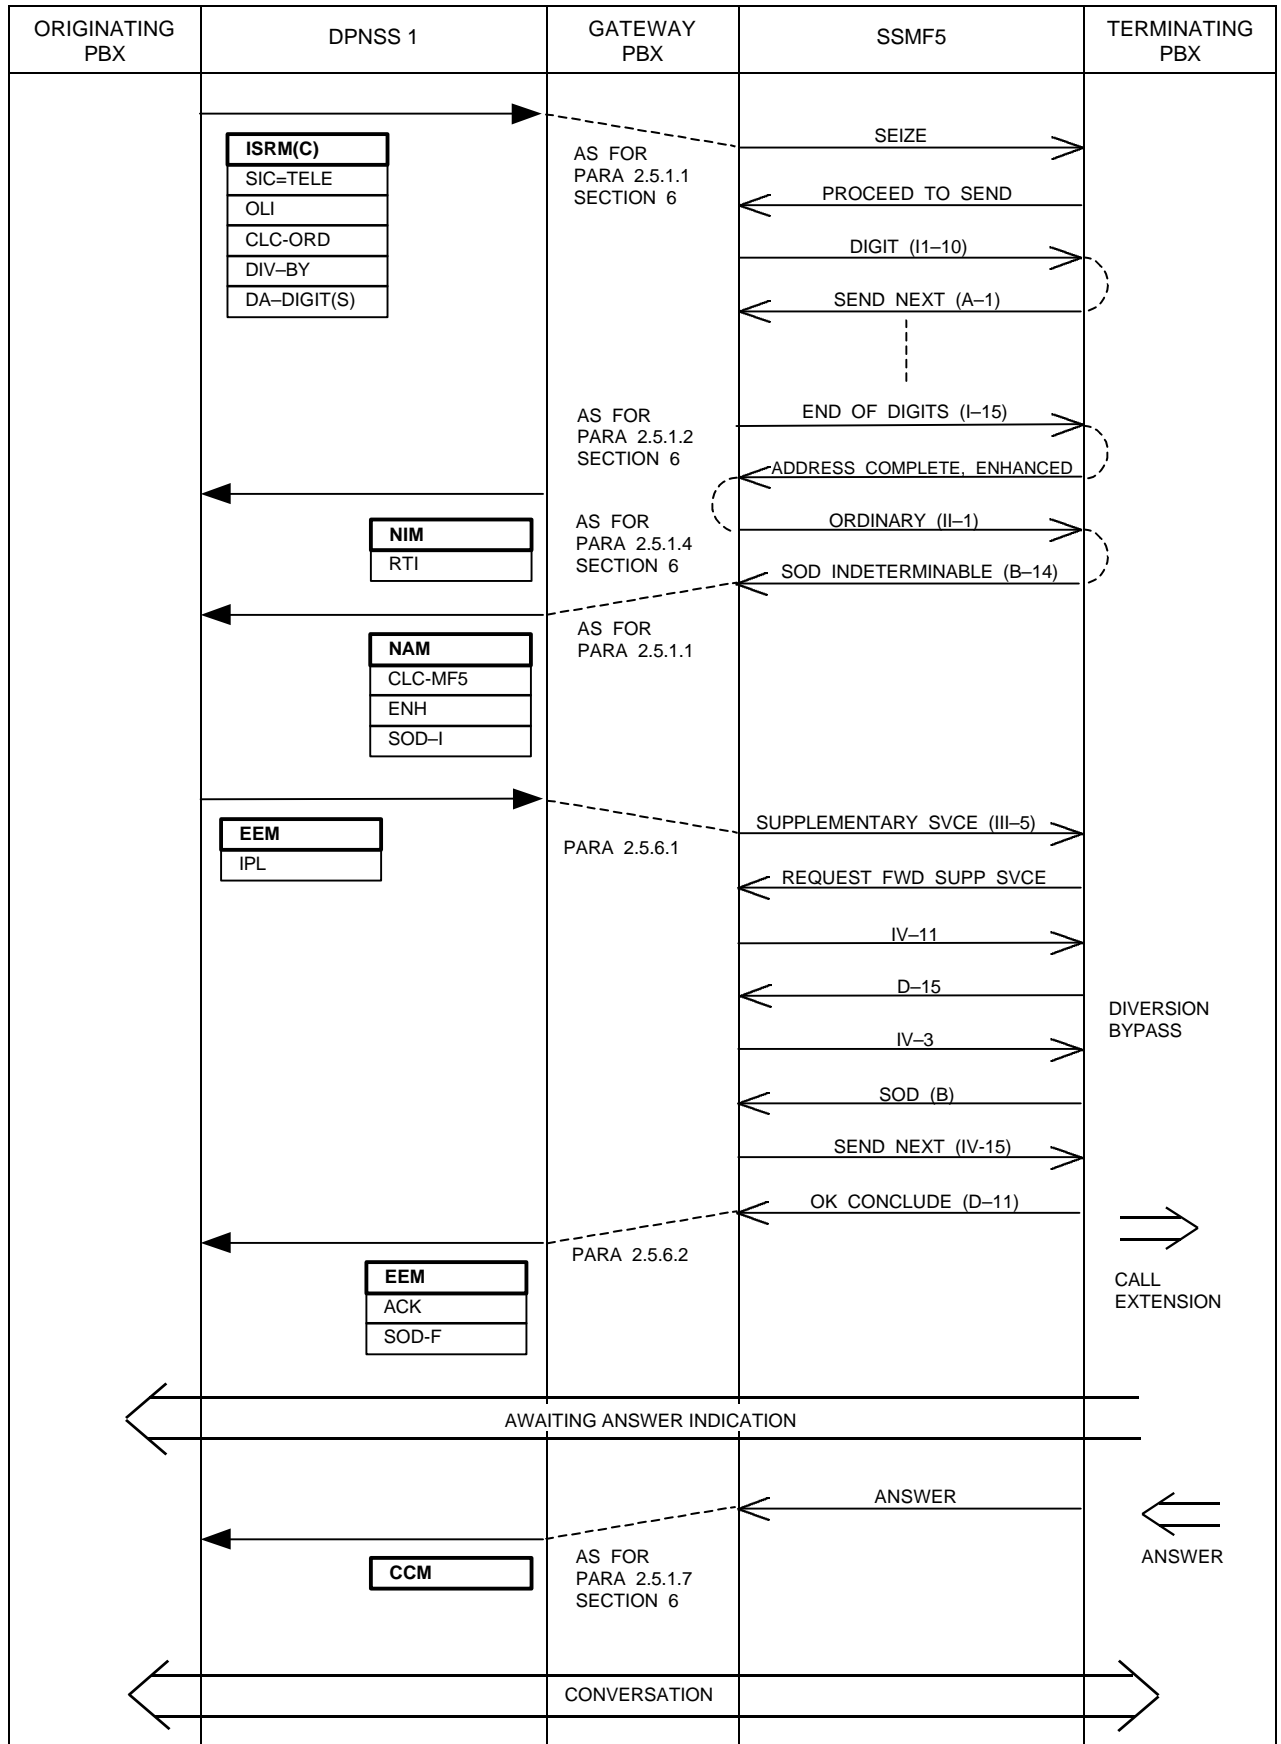 ORIGINATING
PBX
DPNSS 1
GATEWAY
PBX
SSMF5
TERMINATING
PBX
ISRM(C)
SIC=TELE
OLI
CLC-ORD
DIV–BY
DA–DIGIT(S)
AS FOR
PARA 2.5.1.1
SECTION 6
SEIZE
PROCEED TO SEND
DIGIT (I1–10)
SEND NEXT (A–1)
AS FOR
PARA 2.5.1.2
SECTION 6
END OF DIGITS (I–15)
ADDRESS COMPLETE, ENHANCED
NIM
RTI
AS FOR
PARA 2.5.1.4
SECTION 6
ORDINARY (II–1)
SOD INDETERMINABLE (B–14)
AS FOR
PARA 2.5.1.1
NAM
CLC-MF5
ENH
SOD–I
EEM
IPL
PARA 2.5.6.1
SUPPLEMENTARY SVCE (III–5)
REQUEST FWD SUPP SVCE
IV–11
D–15
DIVERSION
BYPASS
IV–3
SOD (B)
SEND NEXT (IV-15)
OK CONCLUDE (D–11)
PARA 2.5.6.2
EEM
ACK
SOD-F
CALL
EXTENSION
AWAITING ANSWER INDICATION
ANSWER
ANSWER
CCM
AS FOR
PARA 2.5.1.7
SECTION 6
CONVERSATION